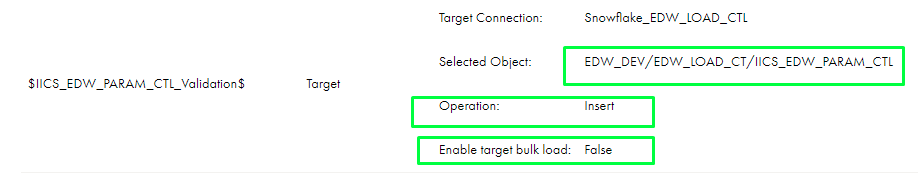 Target Connection: Snowflake_EDW_LOAD_CTL
Selected Object: EDW_DEV/EDW_LOAD_CT/IICS_EDW_PARAM_CTL
$IICS_EDW_PARAM_CTL_Validation$ Target
Operation: Insert
Enable target bulk load: False